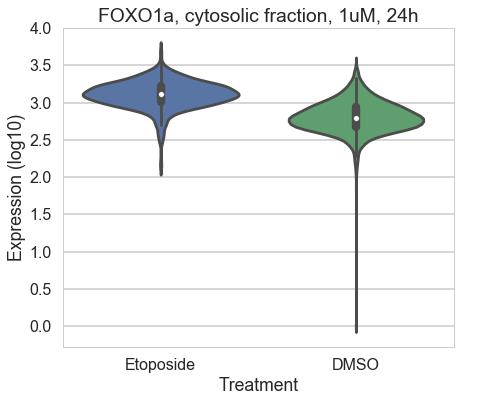 FOXO1a, cytosolic fraction, 1uM, 24h
4.0
3.5
3.0
2.5
2.0
1.5
1.0
0.5
0.0
Expression (log10)
Etoposide DMSO
Treatment